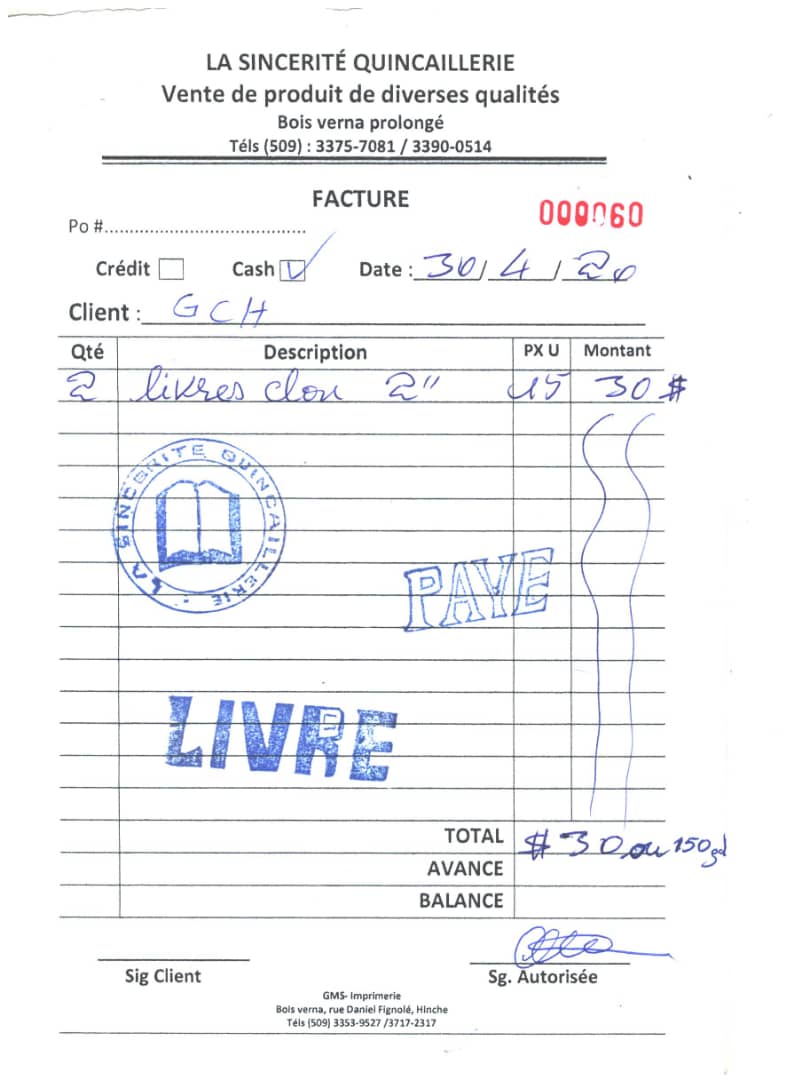 LA SINCERITÉ QUINCAILLERIE
Vente de produit de diverses qualités
Bois verna prolongé
Téls (509) : 3375-7081 / 3390-0514
FACTURE
000060
Po #........................................
Crédit Cash V Date : 30/4/20
Client : GCH
Qté Description PX U Montant
2 livres clou 2" 15 30 $
LA SINCERITE QUINCAILLERIE
PAYE
LIVRE
TOTAL $ 30 ou 150 gd
AVANCE
BALANCE
Sig Client Sg. Autorisée
GMS- Imprimerie
Bois verna, rue Daniel Fignolé, Hinche
Téls (509) 3353-9527 /3717-2317